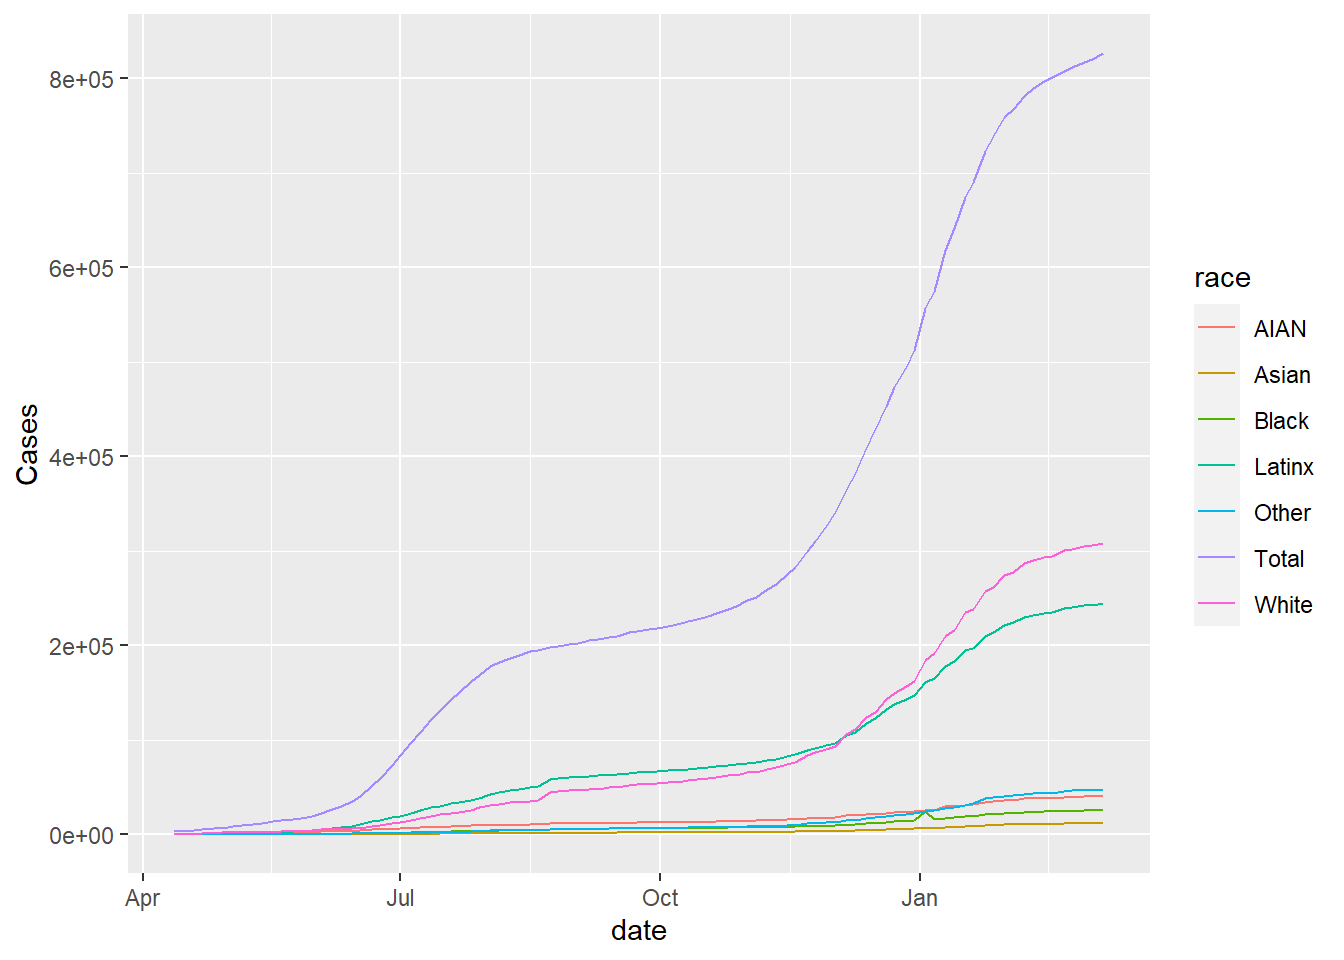 8e+05
6e+05
4e+05
2e+05
0e+00
Cases
Apr
Jul
Oct
Jan
date
race
AIAN
Asian
Black
Latinx
Other
Total
White